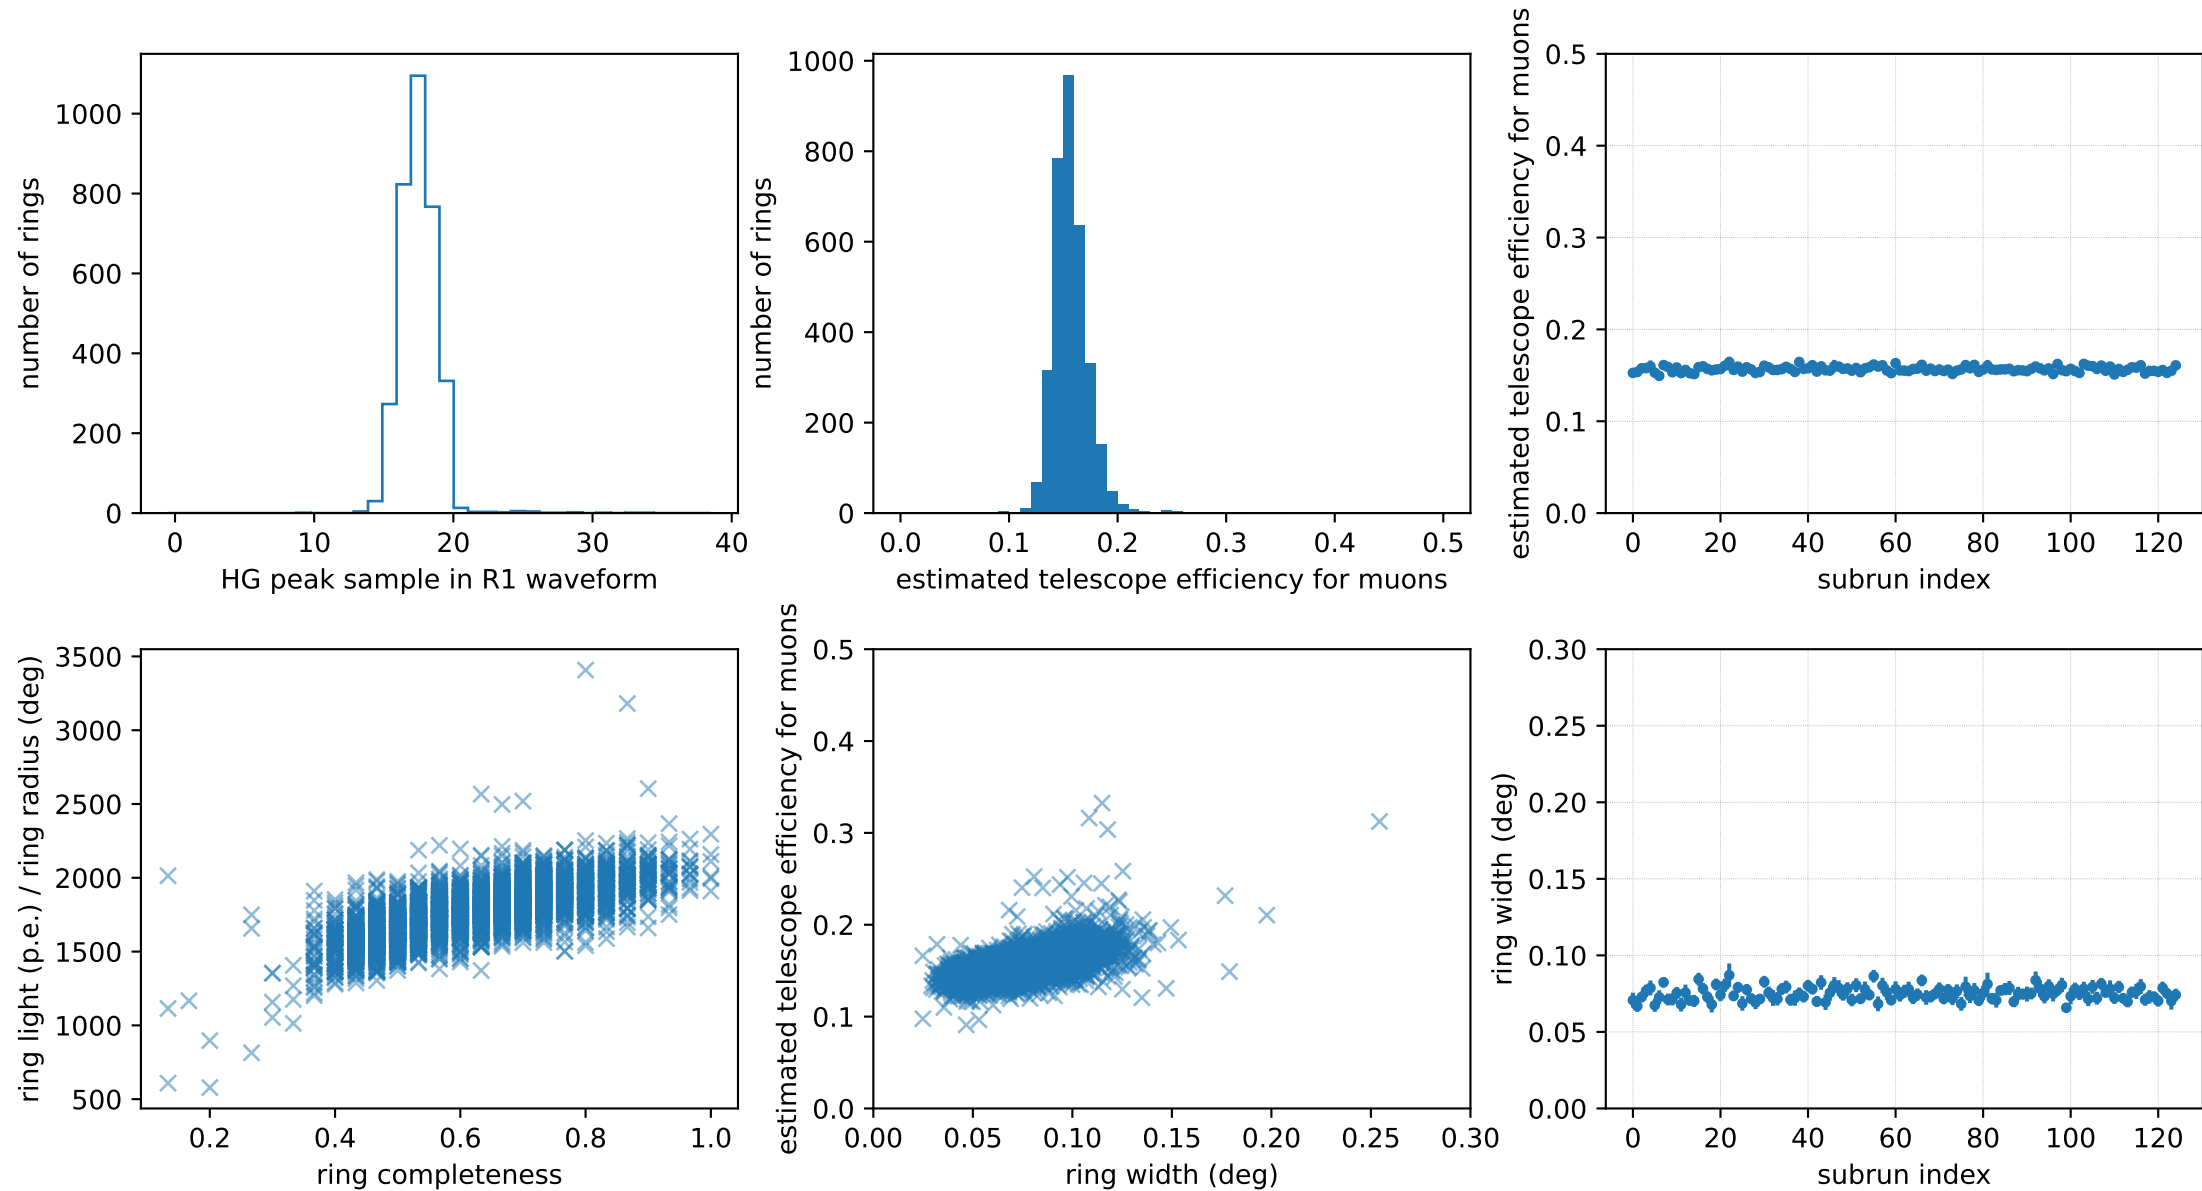 number of rings
1000
800
600
400
200
0
0 10 20 30 40
HG peak sample in R1 waveform
number of rings
1000
800
600
400
200
0
0.0 0.1 0.2 0.3 0.4 0.5
estimated telescope efficiency for muons
estimated telescope efficiency for muons
0.5
0.4
0.3
0.2
0.1
0.0
0 20 40 60 80 100 120
subrun index
ring light (p.e.) / ring radius (deg)
3500
3000
2500
2000
1500
1000
500
0.2 0.4 0.6 0.8 1.0
ring completeness
estimated telescope efficiency for muons
0.5
0.4
0.3
0.2
0.1
0.0
0.00 0.05 0.10 0.15 0.20 0.25 0.30
ring width (deg)
ring width (deg)
0.30
0.25
0.20
0.15
0.10
0.05
0.00
0 20 40 60 80 100 120
subrun index